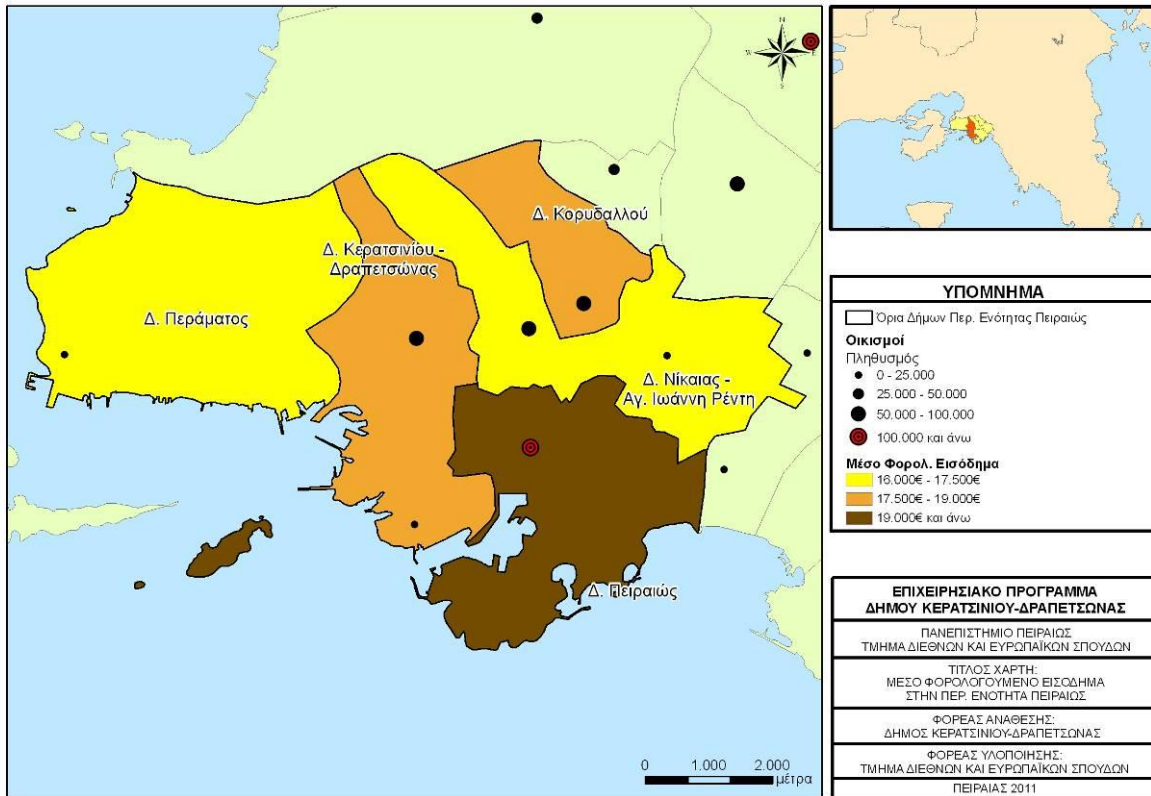 N
W
E
S
Δ. Κορυδαλλού
Δ. Κερατσινίου -
Δραπετσώνας
Δ. Περάματος
Δ. Νίκαιας -
Αγ. Ιωάννη Ρέντη
Δ. Πειραιώς
0 1.000 2.000
μέτρα
ΥΠΟΜΝΗΜΑ
Όρια Δήμων Περ. Ενότητας Πειραιώς
Οικισμοί
Πληθυσμός
0 - 25.000
25.000 - 50.000
50.000 - 100.000
100.000 και άνω
Μέσο Φορολ. Εισόδημα
16.000€ - 17.500€
17.500€ - 19.000€
19.000€ και άνω
ΕΠΙΧΕΙΡΗΣΙΑΚΟ ΠΡΟΓΡΑΜΜΑ
ΔΗΜΟΥ ΚΕΡΑΤΣΙΝΙΟΥ-ΔΡΑΠΕΤΣΩΝΑΣ
ΠΑΝΕΠΙΣΤΗΜΙΟ ΠΕΙΡΑΙΩΣ
ΤΜΗΜΑ ΔΙΕΘΝΩΝ ΚΑΙ ΕΥΡΩΠΑΪΚΩΝ ΣΠΟΥΔΩΝ
ΤΙΤΛΟΣ ΧΑΡΤΗ:
ΜΕΣΟ ΦΟΡΟΛΟΓΟΥΜΕΝΟ ΕΙΣΟΔΗΜΑ
ΣΤΗΝ ΠΕΡ. ΕΝΟΤΗΤΑ ΠΕΙΡΑΙΩΣ
ΦΟΡΕΑΣ ΑΝΑΘΕΣΗΣ:
ΔΗΜΟΣ ΚΕΡΑΤΣΙΝΙΟΥ-ΔΡΑΠΕΤΣΩΝΑΣ
ΦΟΡΕΑΣ ΥΛΟΠΟΙΗΣΗΣ:
ΤΜΗΜΑ ΔΙΕΘΝΩΝ ΚΑΙ ΕΥΡΩΠΑΪΚΩΝ ΣΠΟΥΔΩΝ
ΠΕΙΡΑΙΑΣ 2011